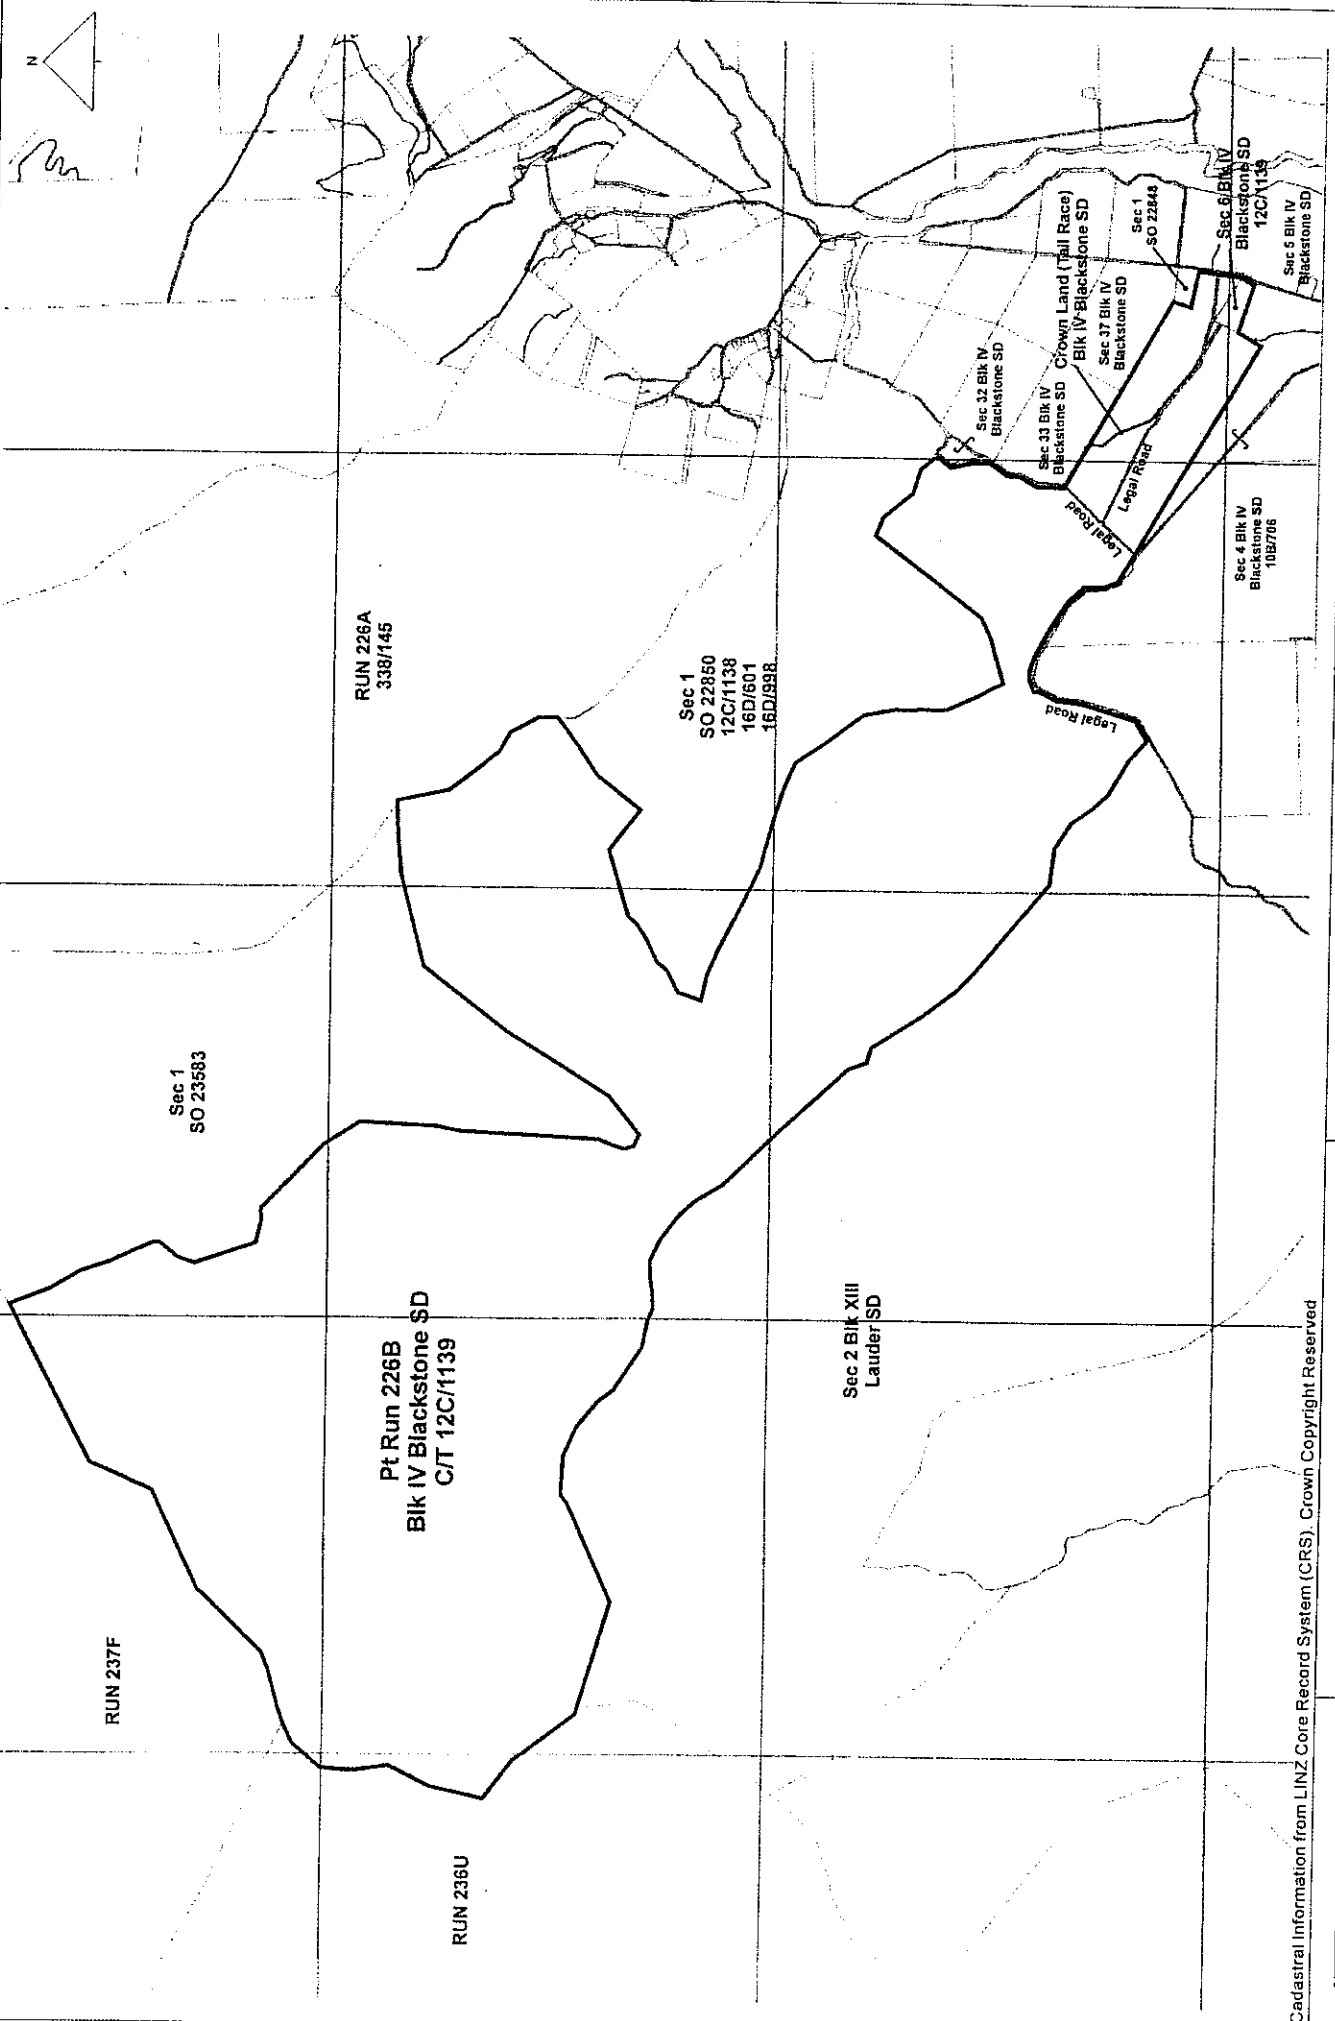 N
RUN 237F
RUN 236U
Pt Run 226B
Blk IV Blackstone SD
C/T 12C/1139
Sec 1
SO 23583
RUN 226A
338/145
Sec 1
SO 22850
12C/1138
16D/601
16D/998
Sec 2 Blk XIII
Lauder SD
Legal Road
Legal Road
Legal Road
Sec 32 Blk IV
Blackstone SD
Sec 33 Blk IV
Blackstone SD
Crown Land (Tail Race)
Blk IV Blackstone SD
Sec 37 Blk IV
Blackstone SD
Sec 1
SO 22848
Sec 6 Blk IV
Blackstone SD
12C/1139
Sec 5 Blk IV
Blackstone SD
Sec 4 Blk IV
Blackstone SD
10B/706
Cadastral Information from LINZ Core Record System (CRS). Crown Copyright Reserved